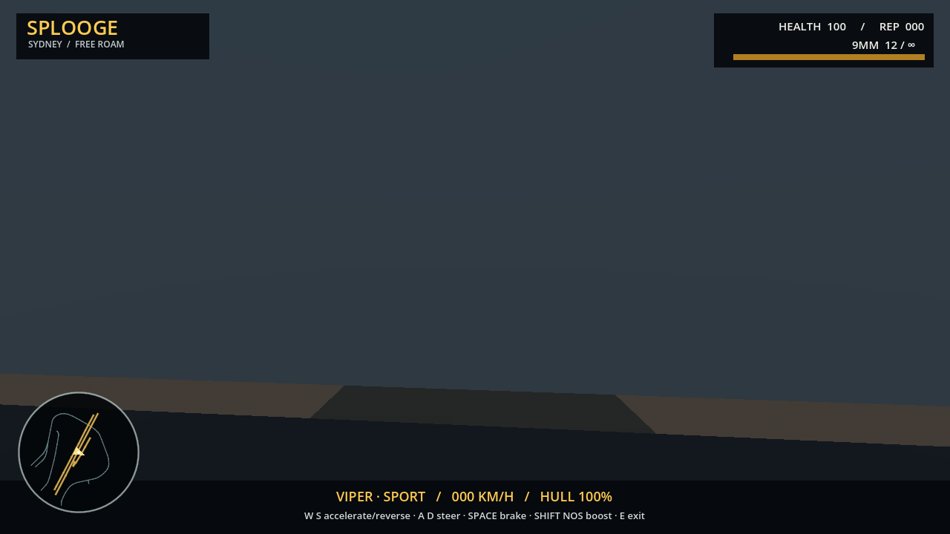 SPLOOGE
SYDNEY / FREE ROAM
HEALTH 100 / REP 000
9MM 12 / ∞
VIPER · SPORT / 000 KM/H / HULL 100%
W S accelerate/reverse · A D steer · SPACE brake · SHIFT NOS boost · E exit